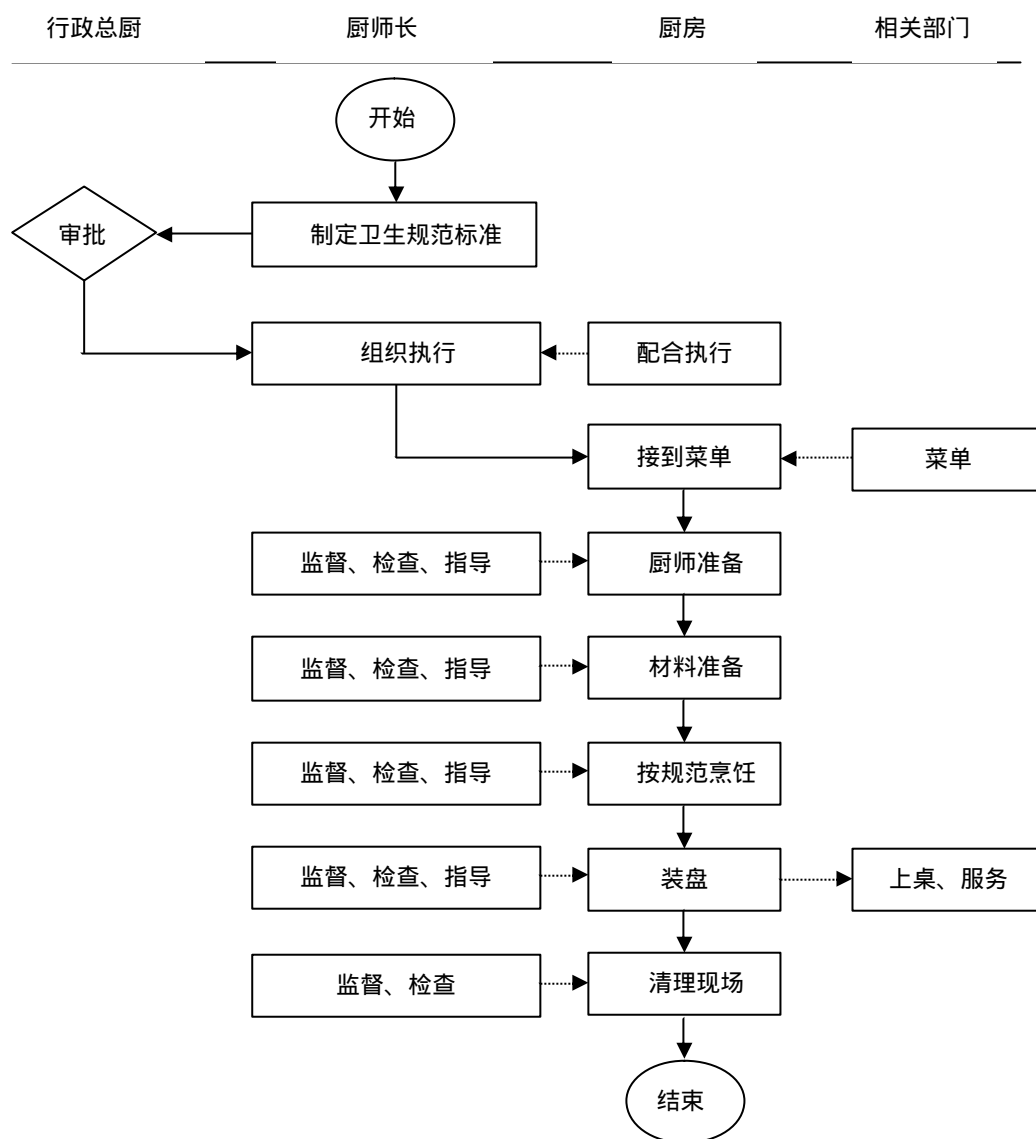 行政总厨 厨师长 厨房 相关部门
开始
审批 制定卫生规范标准
组织执行 配合执行
接到菜单 菜单
监督、检查、指导 厨师准备
监督、检查、指导 材料准备
监督、检查、指导 按规范烹饪
监督、检查、指导 装盘 上桌、服务
监督、检查 清理现场
结束